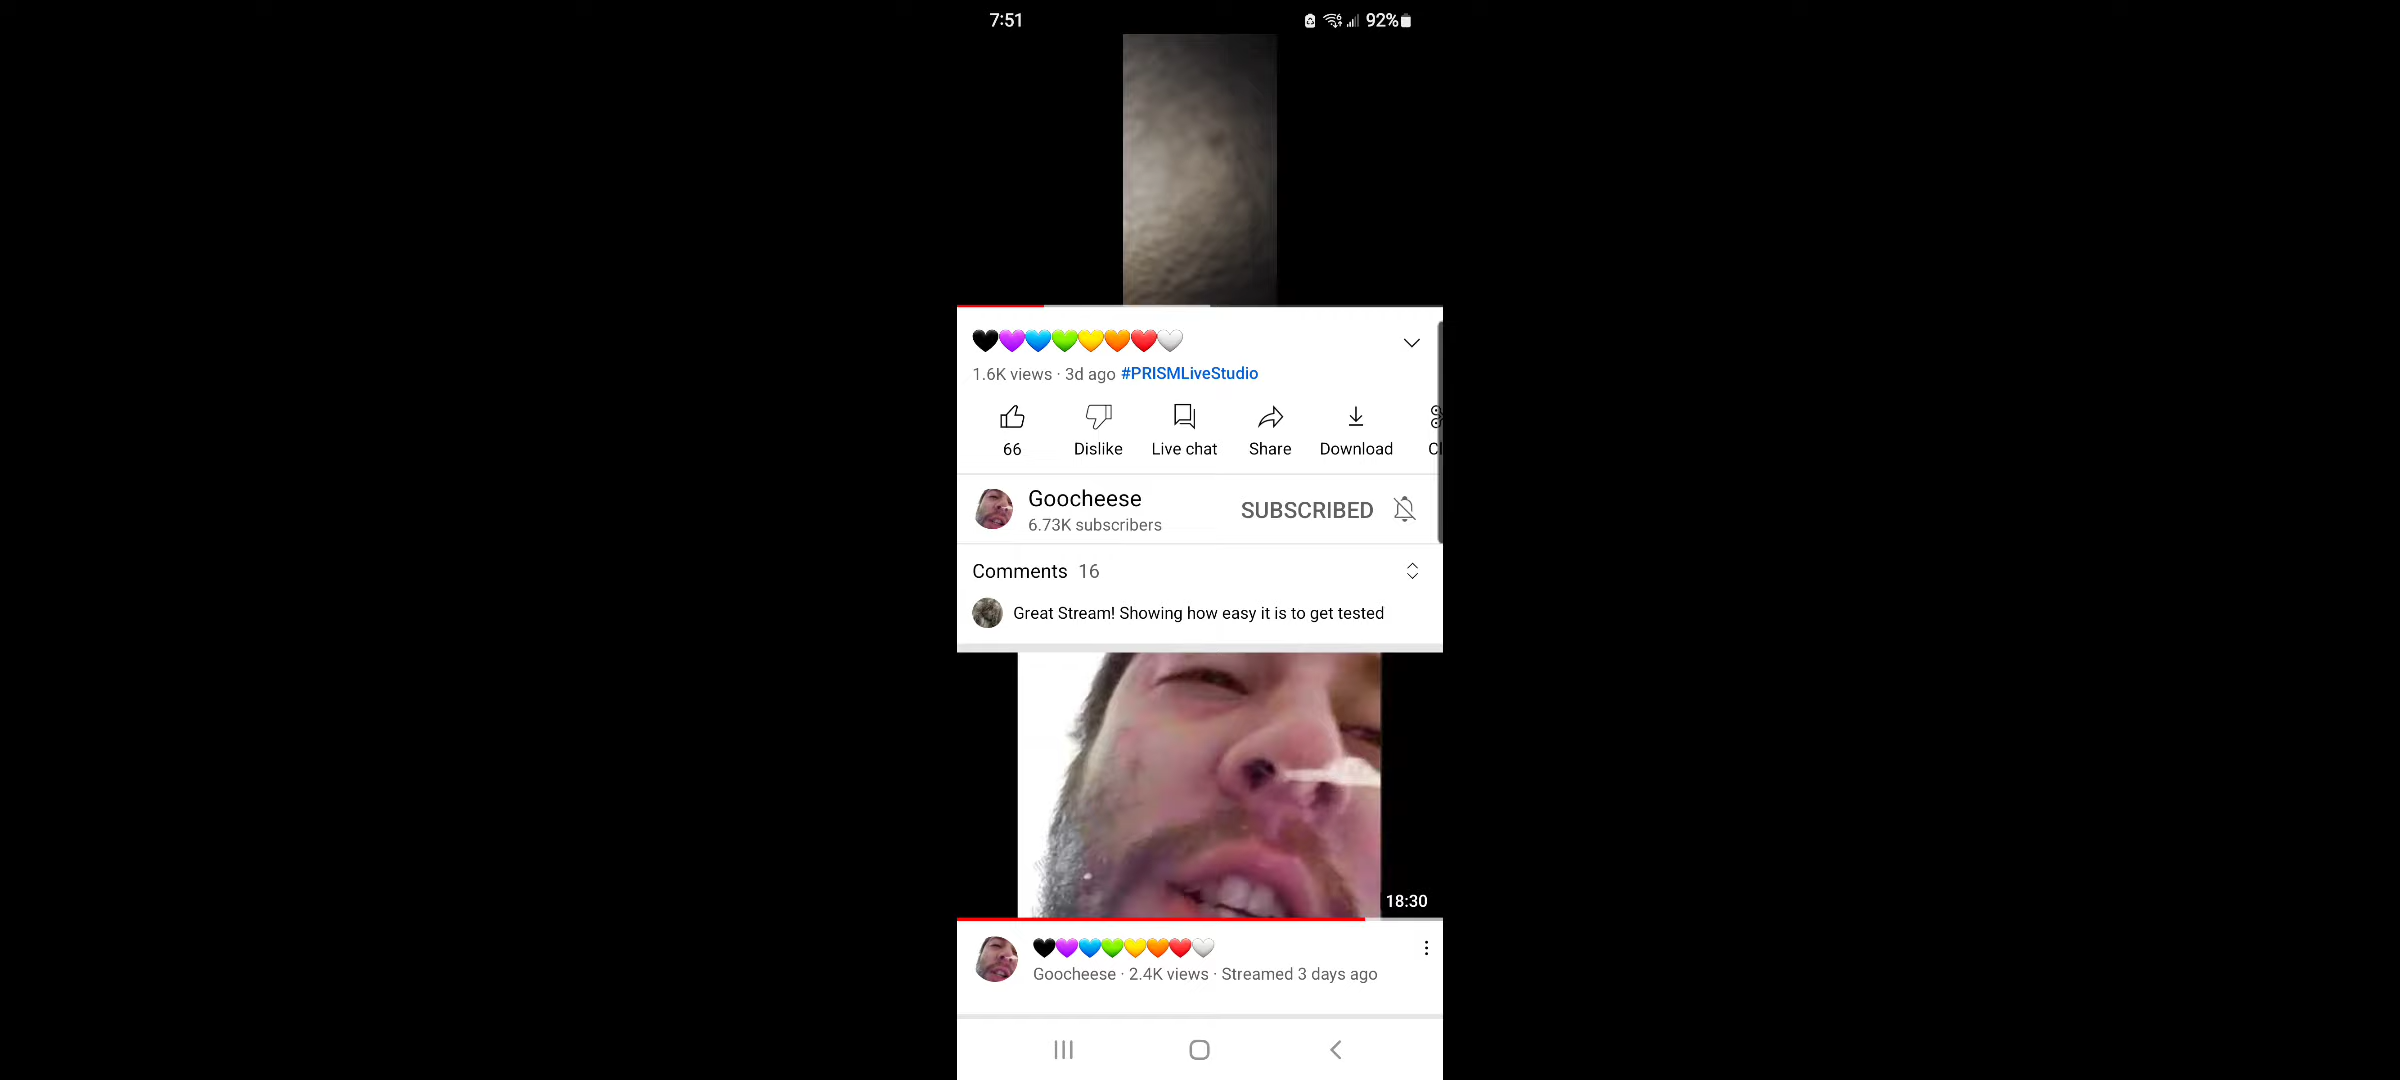 7:51
92%
🖤💜💙💚💛🧡❤️🤍
1.6K views · 3d ago #PRISMLiveStudio
66
Dislike
Live chat
Share
Download
Goocheese
6.73K subscribers
SUBSCRIBED
Comments 16
Great Stream! Showing how easy it is to get tested
18:30
🖤💜💙💚💛🧡❤️🤍
Goocheese · 2.4K views · Streamed 3 days ago